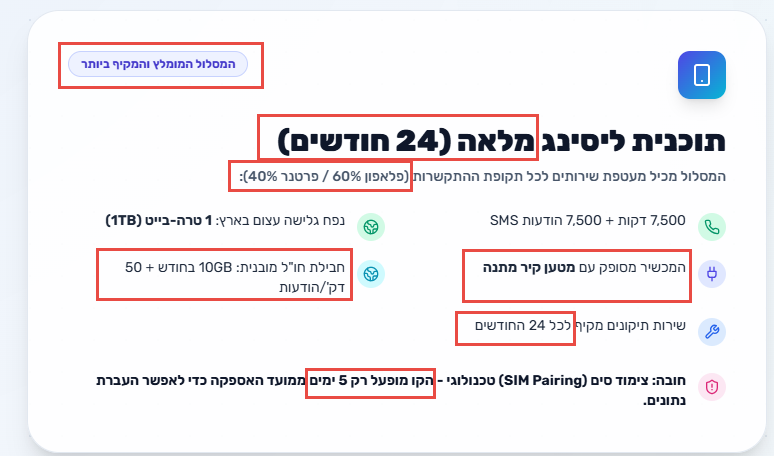 המסלול המומלץ והמקיף ביותר
תוכנית ליסינג מלאה (24 חודשים)
המסלול מכיל מעטפת שירותים לכל תקופת ההתקשרות (פלאפון 60% / פרטנר 40%):
7,500 דקות + 7,500 הודעות SMS
נפח גלישה עצום בארץ: 1 טרה-בייט (1TB)
המכשיר מסופק עם מטען קיר מתנה
חבילת חו"ל מובנית: 10GB בחודש + 50
דק'/הודעות
שירות תיקונים מקיף לכל 24 החודשים
חובה: צימוד סים (SIM Pairing) טכנולוגי - הקו מופעל רק 5 ימים ממועד האספקה כדי לאפשר העברת
נתונים.